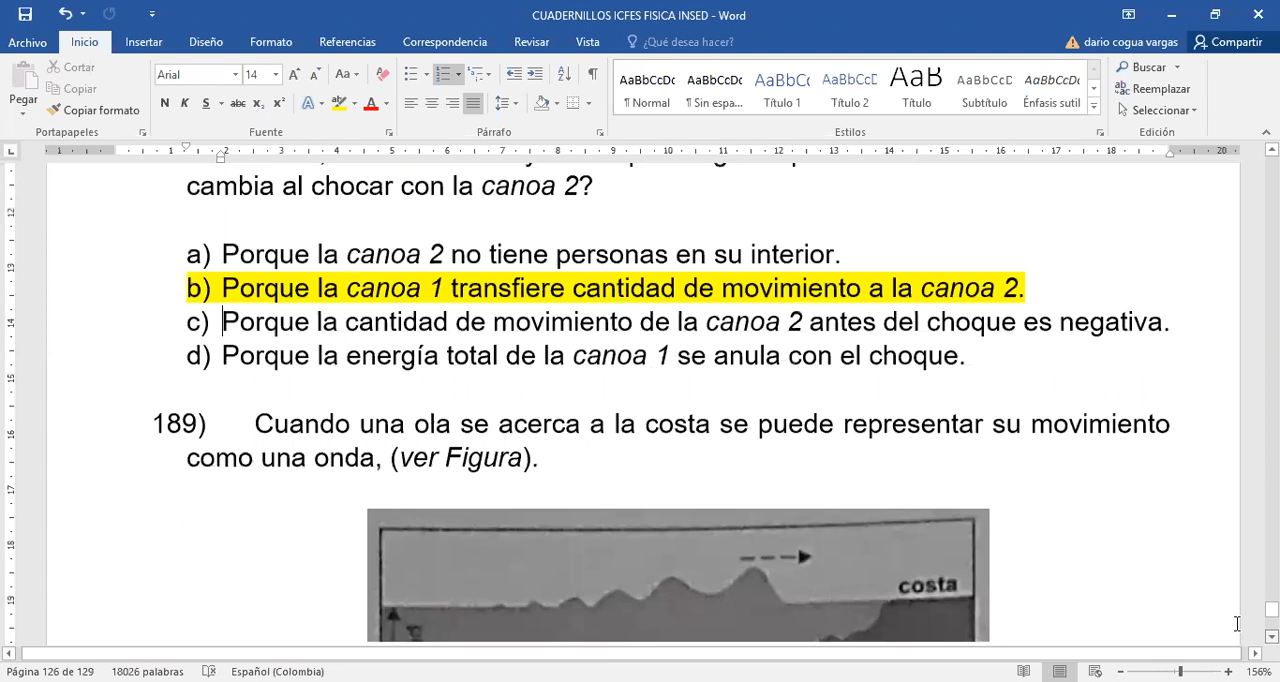 CUADERNILLOS ICFES FISICA INSED - Word
Archivo Inicio Insertar Diseño Formato Referencias Correspondencia Revisar Vista ¿Qué desea hacer? dario cogua vargas Compartir
Pegar
Cortar
Copiar
Copiar formato
Portapapeles
Arial 14
Fuente
Párrafo
AaBbCcDc AaBbCcDc AaBbCc AaBbCcD AaB AaBbCcD AaBbCcDc
¶ Normal ¶ Sin espa... Título 1 Título 2 Título Subtítulo Énfasis sutil
Estilos
Buscar
Reemplazar
Seleccionar
Edición
cambia al chocar con la canoa 2?
a) Porque la canoa 2 no tiene personas en su interior.
b) Porque la canoa 1 transfiere cantidad de movimiento a la canoa 2.
c) Porque la cantidad de movimiento de la canoa 2 antes del choque es negativa.
d) Porque la energía total de la canoa 1 se anula con el choque.
189) Cuando una ola se acerca a la costa se puede representar su movimiento
como una onda, (ver Figura).
costa
Página 126 de 129 18026 palabras Español (Colombia) 156%